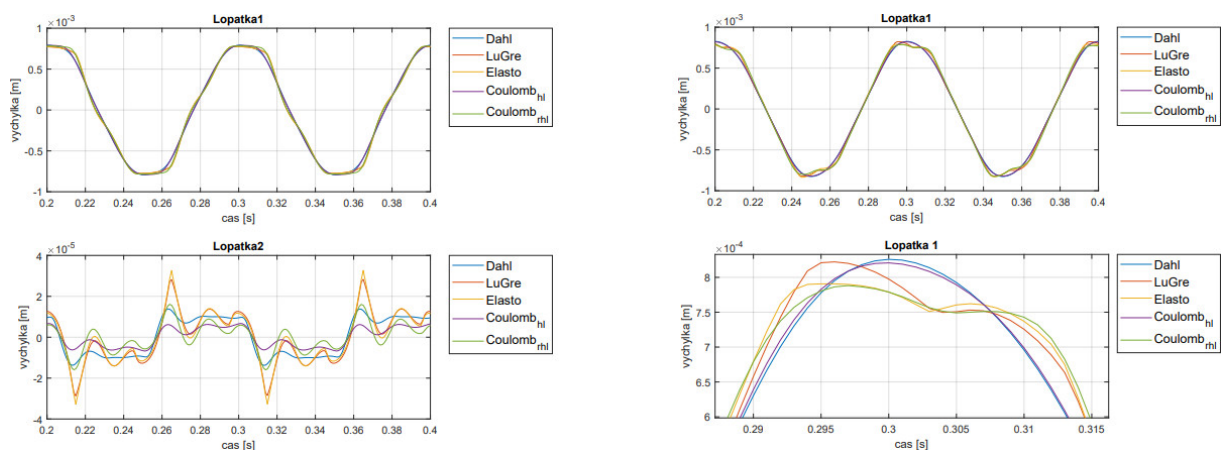 Lopatka1
×10⁻³
1
0.5
0
-0.5
-1
vychylka [m]
0.2 0.22 0.24 0.26 0.28 0.3 0.32 0.34 0.36 0.38 0.4
cas [s]
Dahl
LuGre
Elasto
Coulomb_hl
Coulomb_rhl
Lopatka1
×10⁻³
1
0.5
0
-0.5
-1
vychylka [m]
0.2 0.22 0.24 0.26 0.28 0.3 0.32 0.34 0.36 0.38 0.4
cas [s]
Dahl
LuGre
Elasto
Coulomb_hl
Coulomb_rhl
Lopatka2
×10⁻⁵
4
2
0
-2
-4
vychylka [m]
0.2 0.22 0.24 0.26 0.28 0.3 0.32 0.34 0.36 0.38 0.4
cas [s]
Dahl
LuGre
Elasto
Coulomb_hl
Coulomb_rhl
Lopatka 1
×10⁻⁴
8
7.5
7
6.5
6
vychylka [m]
0.29 0.295 0.3 0.305 0.31 0.315
cas [s]
Dahl
LuGre
Elasto
Coulomb_hl
Coulomb_rhl